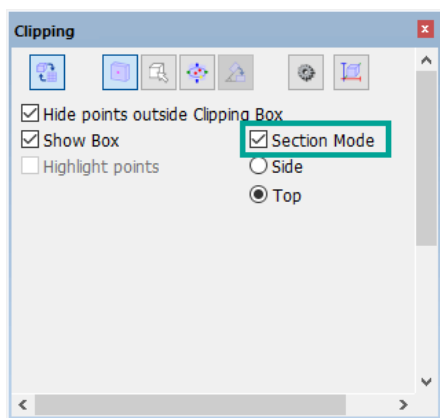 Clipping
Hide points outside Clipping Box
Show Box
Section Mode
Highlight points
Side
Top